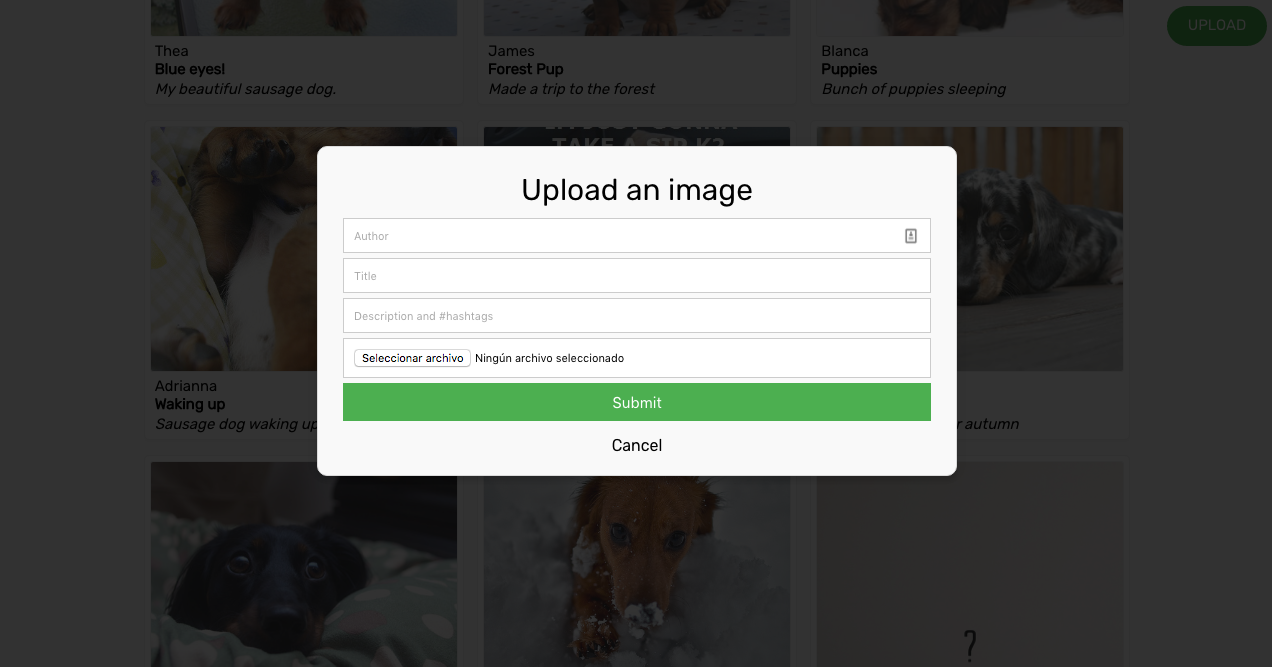 UPLOAD
Thea
Blue eyes!
My beautiful sausage dog.
James
Forest Pup
Made a trip to the forest
Blanca
Puppies
Bunch of puppies sleeping
TAKE A SIP
Upload an image
Author
Title
Description and #hashtags
Seleccionar archivo Ningún archivo seleccionado
Submit
Cancel
Adrianna
Waking up
Sausage dog waking up
autumn
?